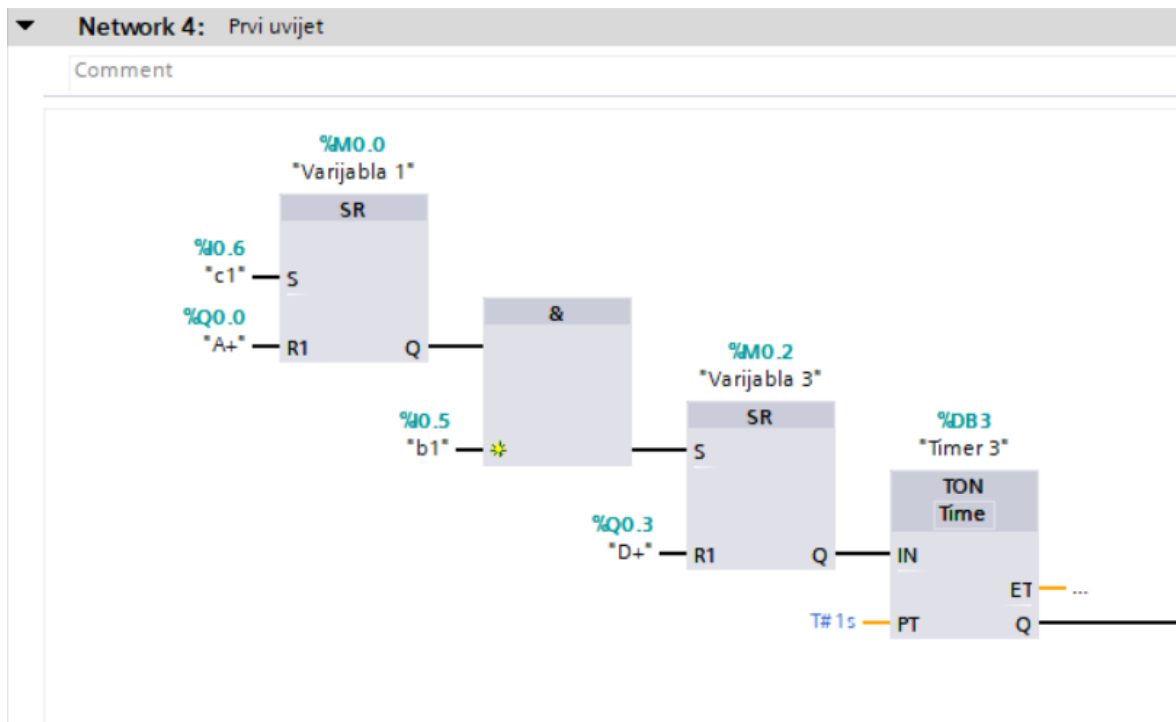 Network 4: Prvi uvijet
Comment
%M0.0
"Varijabla 1"
SR
%I0.6
"c1"
S
%Q0.0
"A+"
R1
Q
&
%I0.5
"b1"
%M0.2
"Varijabla 3"
SR
S
%Q0.3
"D+"
R1
Q
%DB3
"Timer 3"
TON
Time
IN
ET
...
T#1s
PT
Q